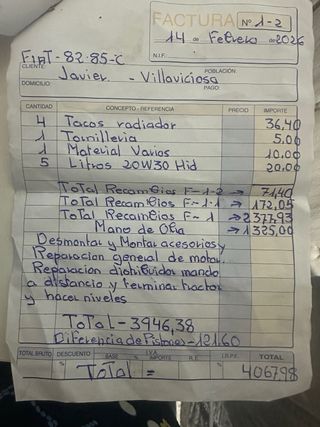 FACTURA Nº 1-2
14 de Febrero de 2026
N.I.F.
FiAT-82-85-C
CLIENTE Javier - Villaviciosa
POBLACIÓN
DOMICILIO:
PAGO:
CANTIDAD CONCEPTO - REFERENCIA PRECIO IMPORTE
4 Tacos radiador 36,40
1 Tornilleria 5,00
1 Material Varios 10,00
5 Litros 20W30 Hid 20,00
Total Recambios F-1-2 → 71,40
ToTal Recambios F-1-1 → 172,05
ToTal Recambios F-1 → 2377,93
Mano de Obra → 1325,00
Desmontar y Montar acesorios y
Reparacion general de motor.
Reparacion distribuidor mando
a distancio y terminar tractor
y hacer niveles
ToTal - 3946,38
Diferencia de Pistones - 121,60
TOTAL BRUTO DESCUENTO BASE I.V.A. IMPORTE R.E. I.R.P.F. TOTAL
% % ToTal = 4067,98